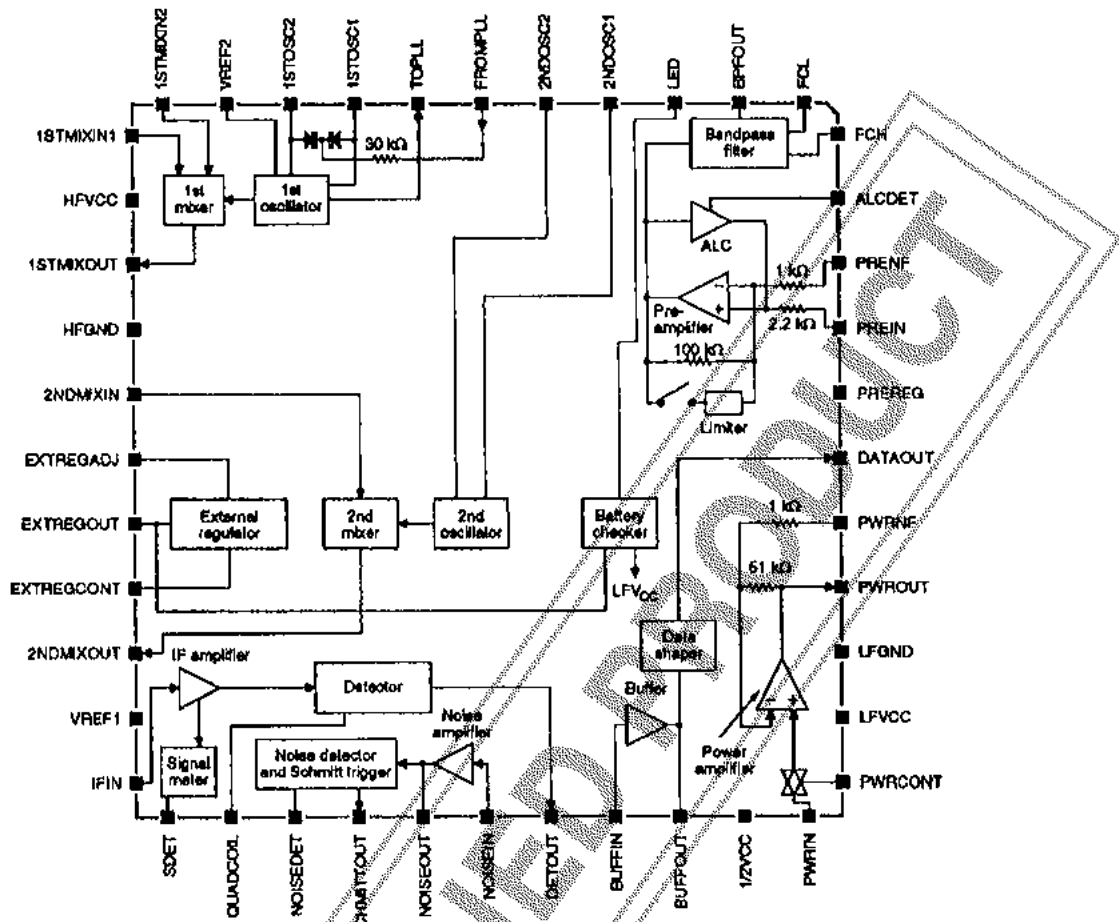 1STMIXIN2
VREF2
1STOSC2
1STOSC1
TOPLL
FROMPLL
2NDOSC2
2NDOSC1
LED
BPFOUT
FCL
1STMIXIN1
HFVCC
1STMIXOUT
HFGND
2NDMIXIN
EXTREGADJ
EXTREGOUT
EXTREGCONT
2NDMIXOUT
VREF1
IFIN
30 kΩ
1st
mixer
1st
oscillator
Bandpass
filter
ALC
1 kΩ
Pre-
amplifier
2.2 kΩ
100 kΩ
Limiter
External
regulator
2nd
mixer
2nd
oscillator
Battery
checker
LFVCC
1 kΩ
51 kΩ
IF amplifier
Detector
Signal
meter
Noise detector
and Schmitt trigger
Noise
amplifier
Buffer
Data
shaper
Power
amplifier
FCH
ALCDET
PRENF
PREIN
PREREG
DATAOUT
PWRNF
PWROUT
LFGND
LFVCC
PWRCONT
SDET
QUADCOIL
NOISEDET
NOISEOUT
NOISEIN
DETOUT
BUFFIN
BUFFOUT
1/2VCC
PWRIN